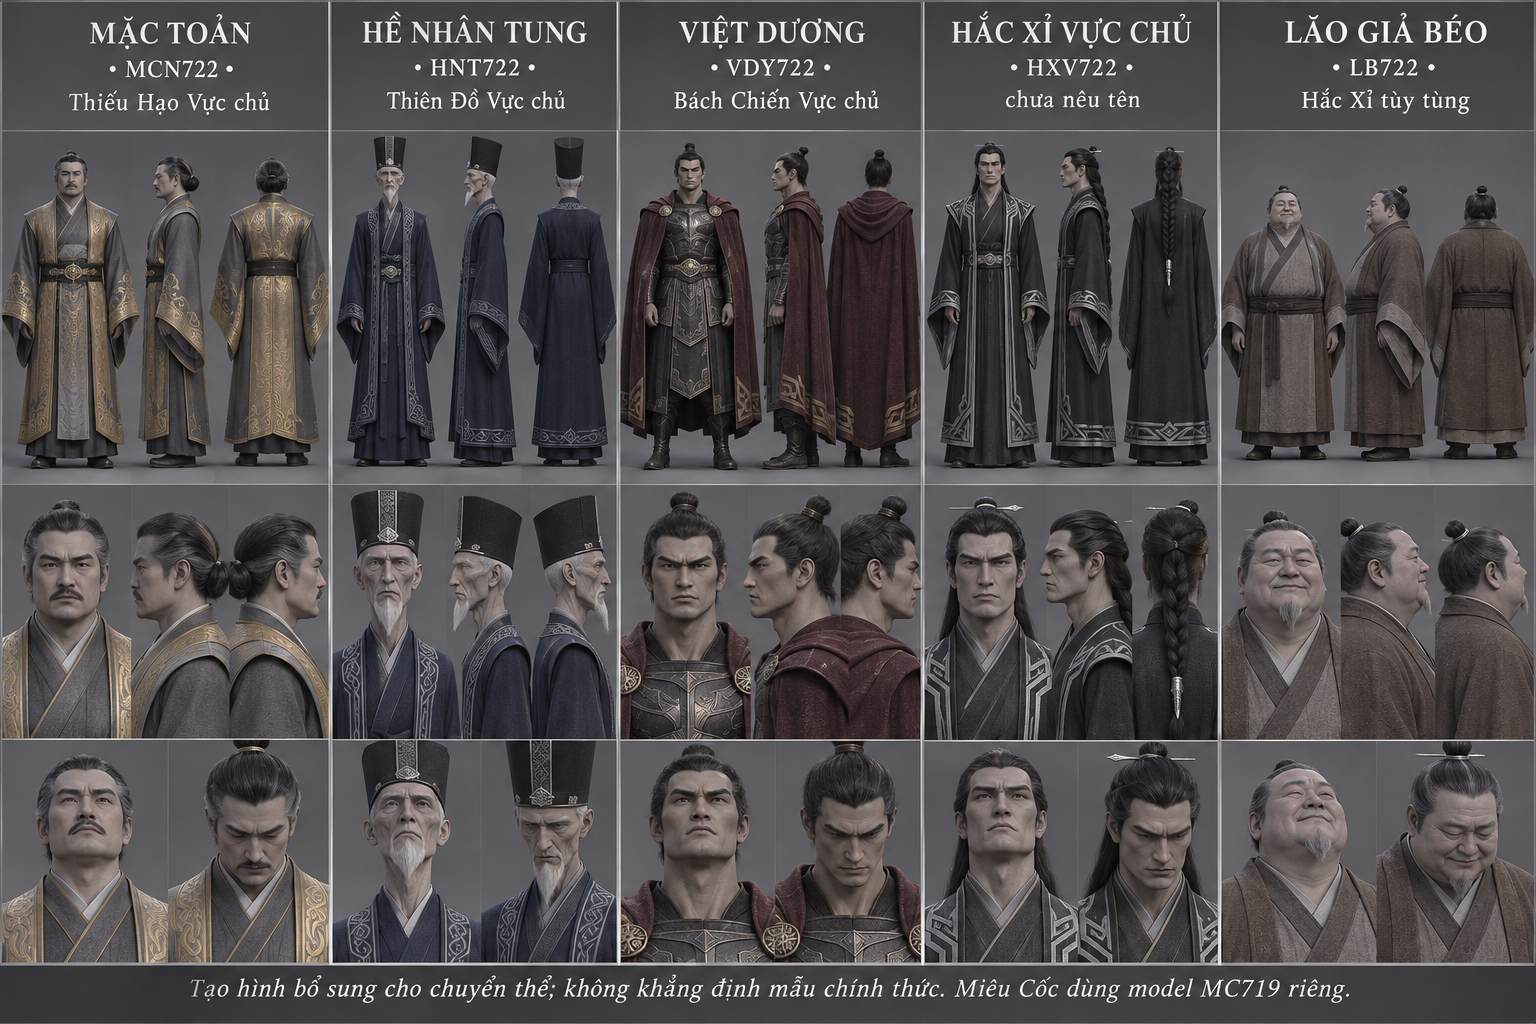 MẶC TOẢN
• MCN722 •
Thiếu Hạo Vực chủ
HỀ NHÂN TUNG
• HNT722 •
Thiên Đồ Vực chủ
VIỆT DƯƠNG
• VDY722 •
Bách Chiến Vực chủ
HẮC XỈ VỰC CHỦ
• HXV722 •
chưa nêu tên
LÃO GIẢ BÉO
• LB722 •
Hắc Xỉ tùy tùng
Tạo hình bổ sung cho chuyển thể; không khẳng định mẫu chính thức. Miêu Cốc dùng model MC719 riêng.